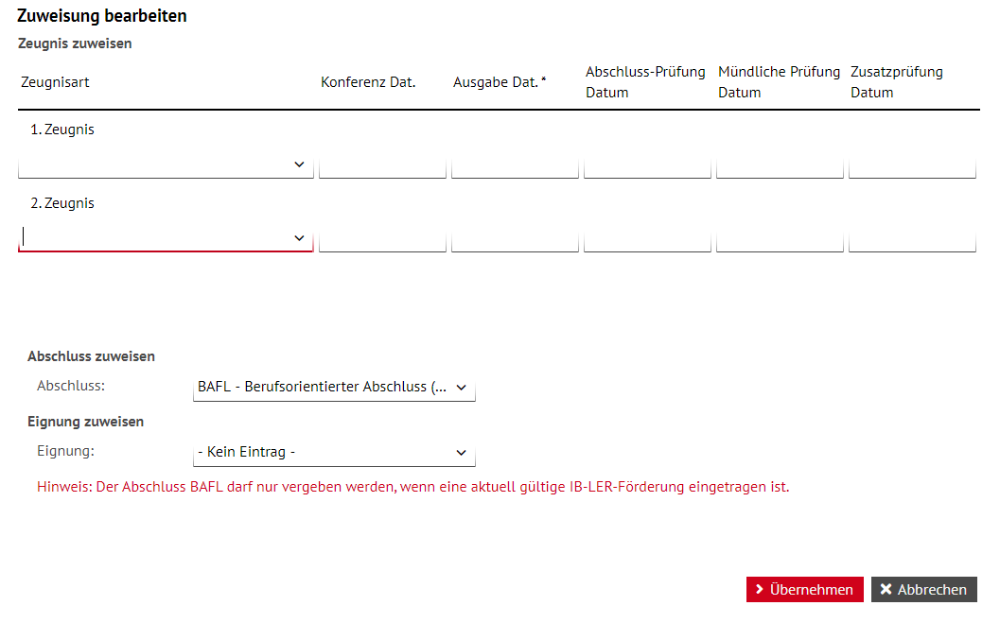 Zuweisung bearbeiten
Zeugnis zuweisen
Zeugnisart Konferenz Dat. Ausgabe Dat. * Abschluss-Prüfung Datum Mündliche Prüfung Datum Zusatzprüfung Datum
1. Zeugnis
2. Zeugnis
Abschluss zuweisen
Abschluss: BAFL - Berufsorientierter Abschluss (...
Eignung zuweisen
Eignung: - Kein Eintrag -
Hinweis: Der Abschluss BAFL darf nur vergeben werden, wenn eine aktuell gültige IB-LER-Förderung eingetragen ist.
Übernehmen Abbrechen